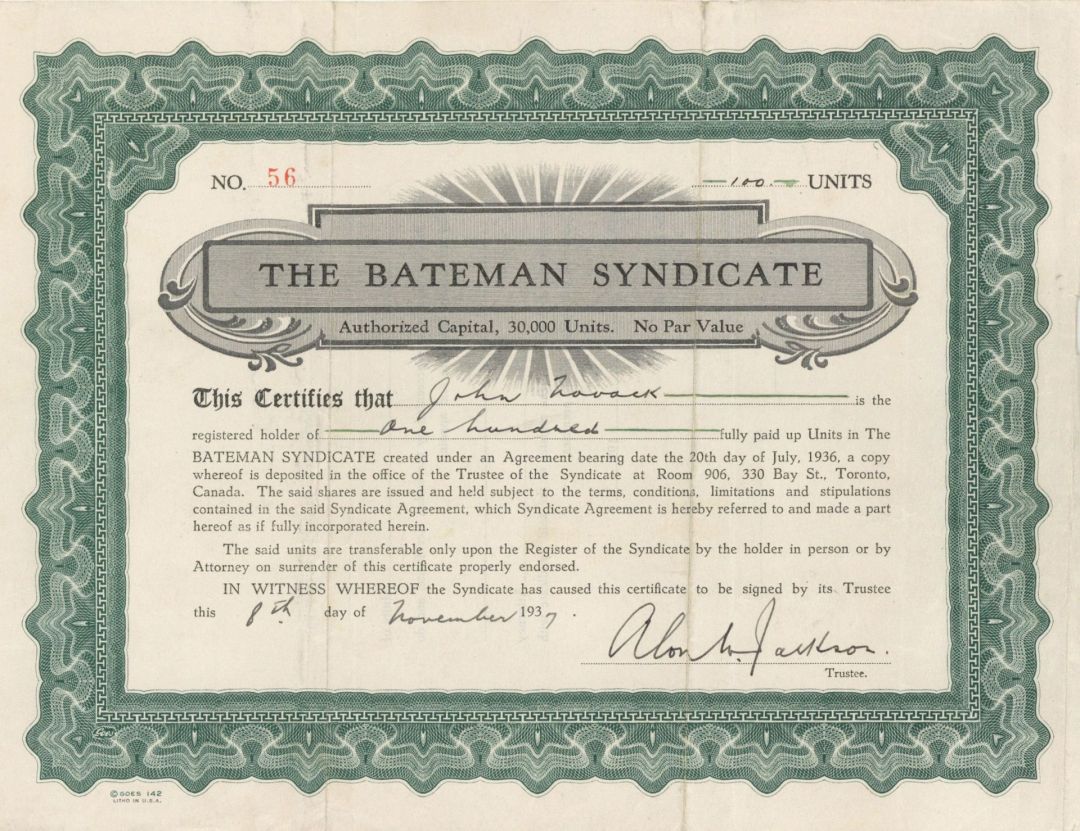 NO. 56 — 100. — UNITS
THE BATEMAN SYNDICATE
Authorized Capital, 30,000 Units. No Par Value
This Certifies that John Novack is the
registered holder of One hundred fully paid up Units in The
BATEMAN SYNDICATE created under an Agreement bearing date the 20th day of July, 1936, a copy
whereof is deposited in the office of the Trustee of the Syndicate at Room 906, 330 Bay St., Toronto,
Canada. The said shares are issued and held subject to the terms, conditions, limitations and stipulations
contained in the said Syndicate Agreement, which Syndicate Agreement is hereby referred to and made a part
hereof as if fully incorporated herein.
The said units are transferable only upon the Register of the Syndicate by the holder in person or by
Attorney on surrender of this certificate properly endorsed.
IN WITNESS WHEREOF the Syndicate has caused this certificate to be signed by its Trustee
this 8th day of November 1937.
Jackson.
Trustee.
Goes
© GOES 142
LITHO IN U.S.A.